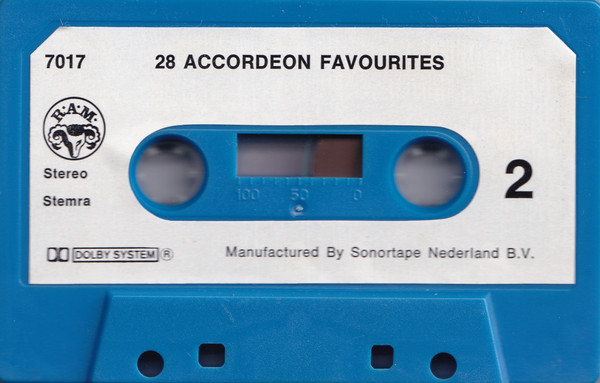 7017 28 ACCORDEON FAVOURITES
R.A.M.
Stereo
Stemra
2
100 50 0
DOLBY SYSTEM ® Manufactured By Sonortape Nederland B.V.